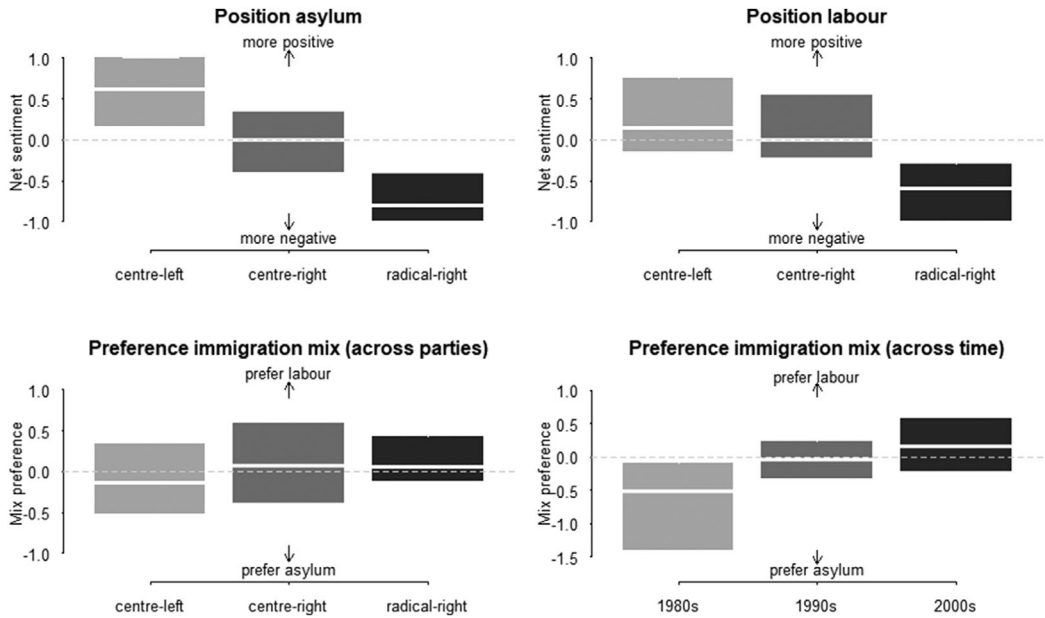 Position asylum
more positive
1.0
0.5
0.0
-0.5
-1.0
Net sentiment
more negative
centre-left centre-right radical-right
Position labour
more positive
1.0
0.5
0.0
-0.5
-1.0
Net sentiment
more negative
centre-left centre-right radical-right
Preference immigration mix (across parties)
prefer labour
1.0
0.5
0.0
-0.5
-1.0
Mix preference
prefer asylum
centre-left centre-right radical-right
Preference immigration mix (across time)
prefer labour
1.0
0.5
0.0
-0.5
-1.0
-1.5
Mix preference
prefer asylum
1980s 1990s 2000s